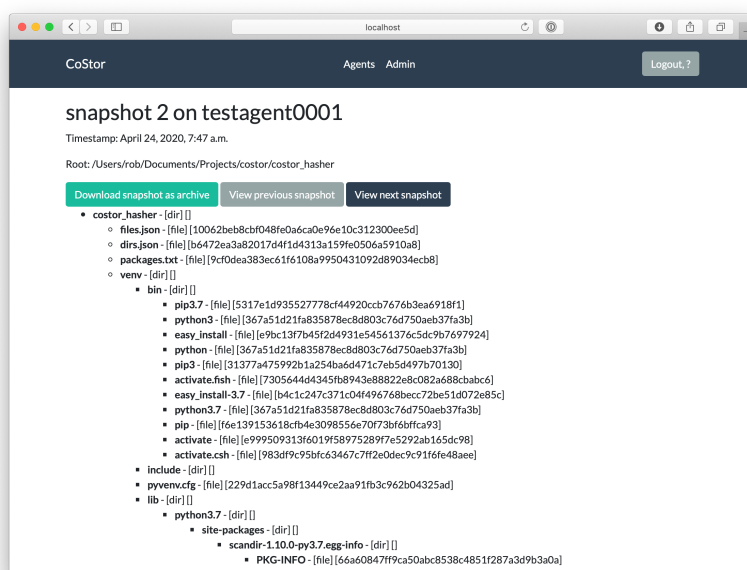 localhost
CoStor
Agents Admin
Logout, ?
snapshot 2 on testagent0001
Timestamp: April 24, 2020, 7:47 a.m.
Root: /Users/rob/Documents/Projects/costor/costor_hasher
Download snapshot as archive View previous snapshot View next snapshot
costor_hasher - [dir] []
files.json - [file] [10062beb8cbf048fe0a6ca0e96e10c312300ee5d]
dirs.json - [file] [b6472ea3a82017d4f1d4313a159fe0506a5910a8]
packages.txt - [file] [9cf0dea383ec61f6108a9950431092d89034ecb8]
venv - [dir] []
bin - [dir] []
pip3.7 - [file] [5317e1d935527778cf44920ccb7676b3ea6918f1]
python3 - [file] [367a51d21fa835878ec8d803c76d750aeb37fa3b]
easy_install - [file] [e9bc13f7b45f2d4931e54561376c5dc9b7697924]
python - [file] [367a51d21fa835878ec8d803c76d750aeb37fa3b]
pip3 - [file] [31377a475992b1a254ba6d471c7eb5d497b70130]
activate.fish - [file] [7305644d4345fb8943e88822e8c082a688cbabc6]
easy_install-3.7 - [file] [b4c1c247c371c04f496768becc72be51d072e85c]
python3.7 - [file] [367a51d21fa835878ec8d803c76d750aeb37fa3b]
pip - [file] [f6e139153618cfb4e3098556e70f73bf6bffca93]
activate - [file] [e999509313f6019f58975289f7e5292ab165dc98]
activate.csh - [file] [983df9c95bfc63467c7ff2e0dec9c91f6fe48aee]
include - [dir] []
pyvenv.cfg - [file] [229d1acc5a98f13449ce2aa91fb3c962b04325ad]
lib - [dir] []
python3.7 - [dir] []
site-packages - [dir] []
scandir-1.10.0-py3.7.egg-info - [dir] []
PKG-INFO - [file] [66a60847ff9ca50abc8538c4851f287a3d9b3a0a]